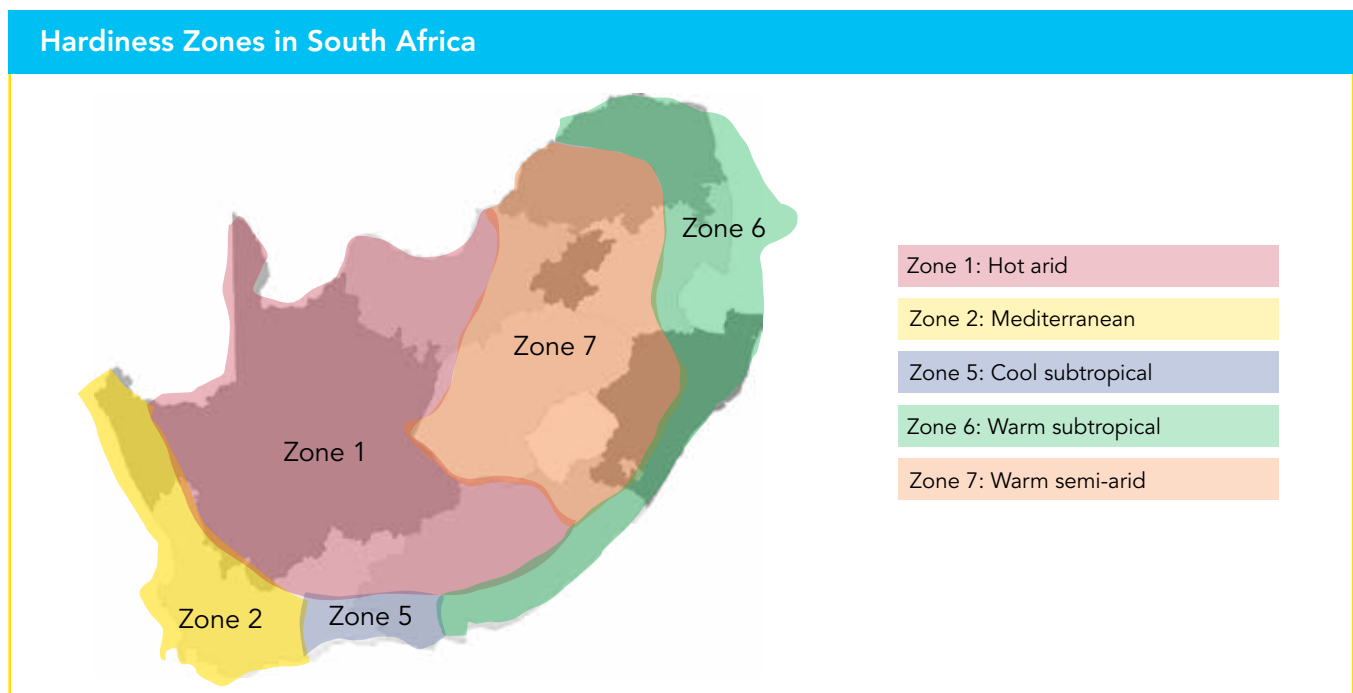 Hardiness Zones in South Africa
Zone 6
Zone 7
Zone 1
Zone 2
Zone 5
Zone 1: Hot arid
Zone 2: Mediterranean
Zone 5: Cool subtropical
Zone 6: Warm subtropical
Zone 7: Warm semi-arid